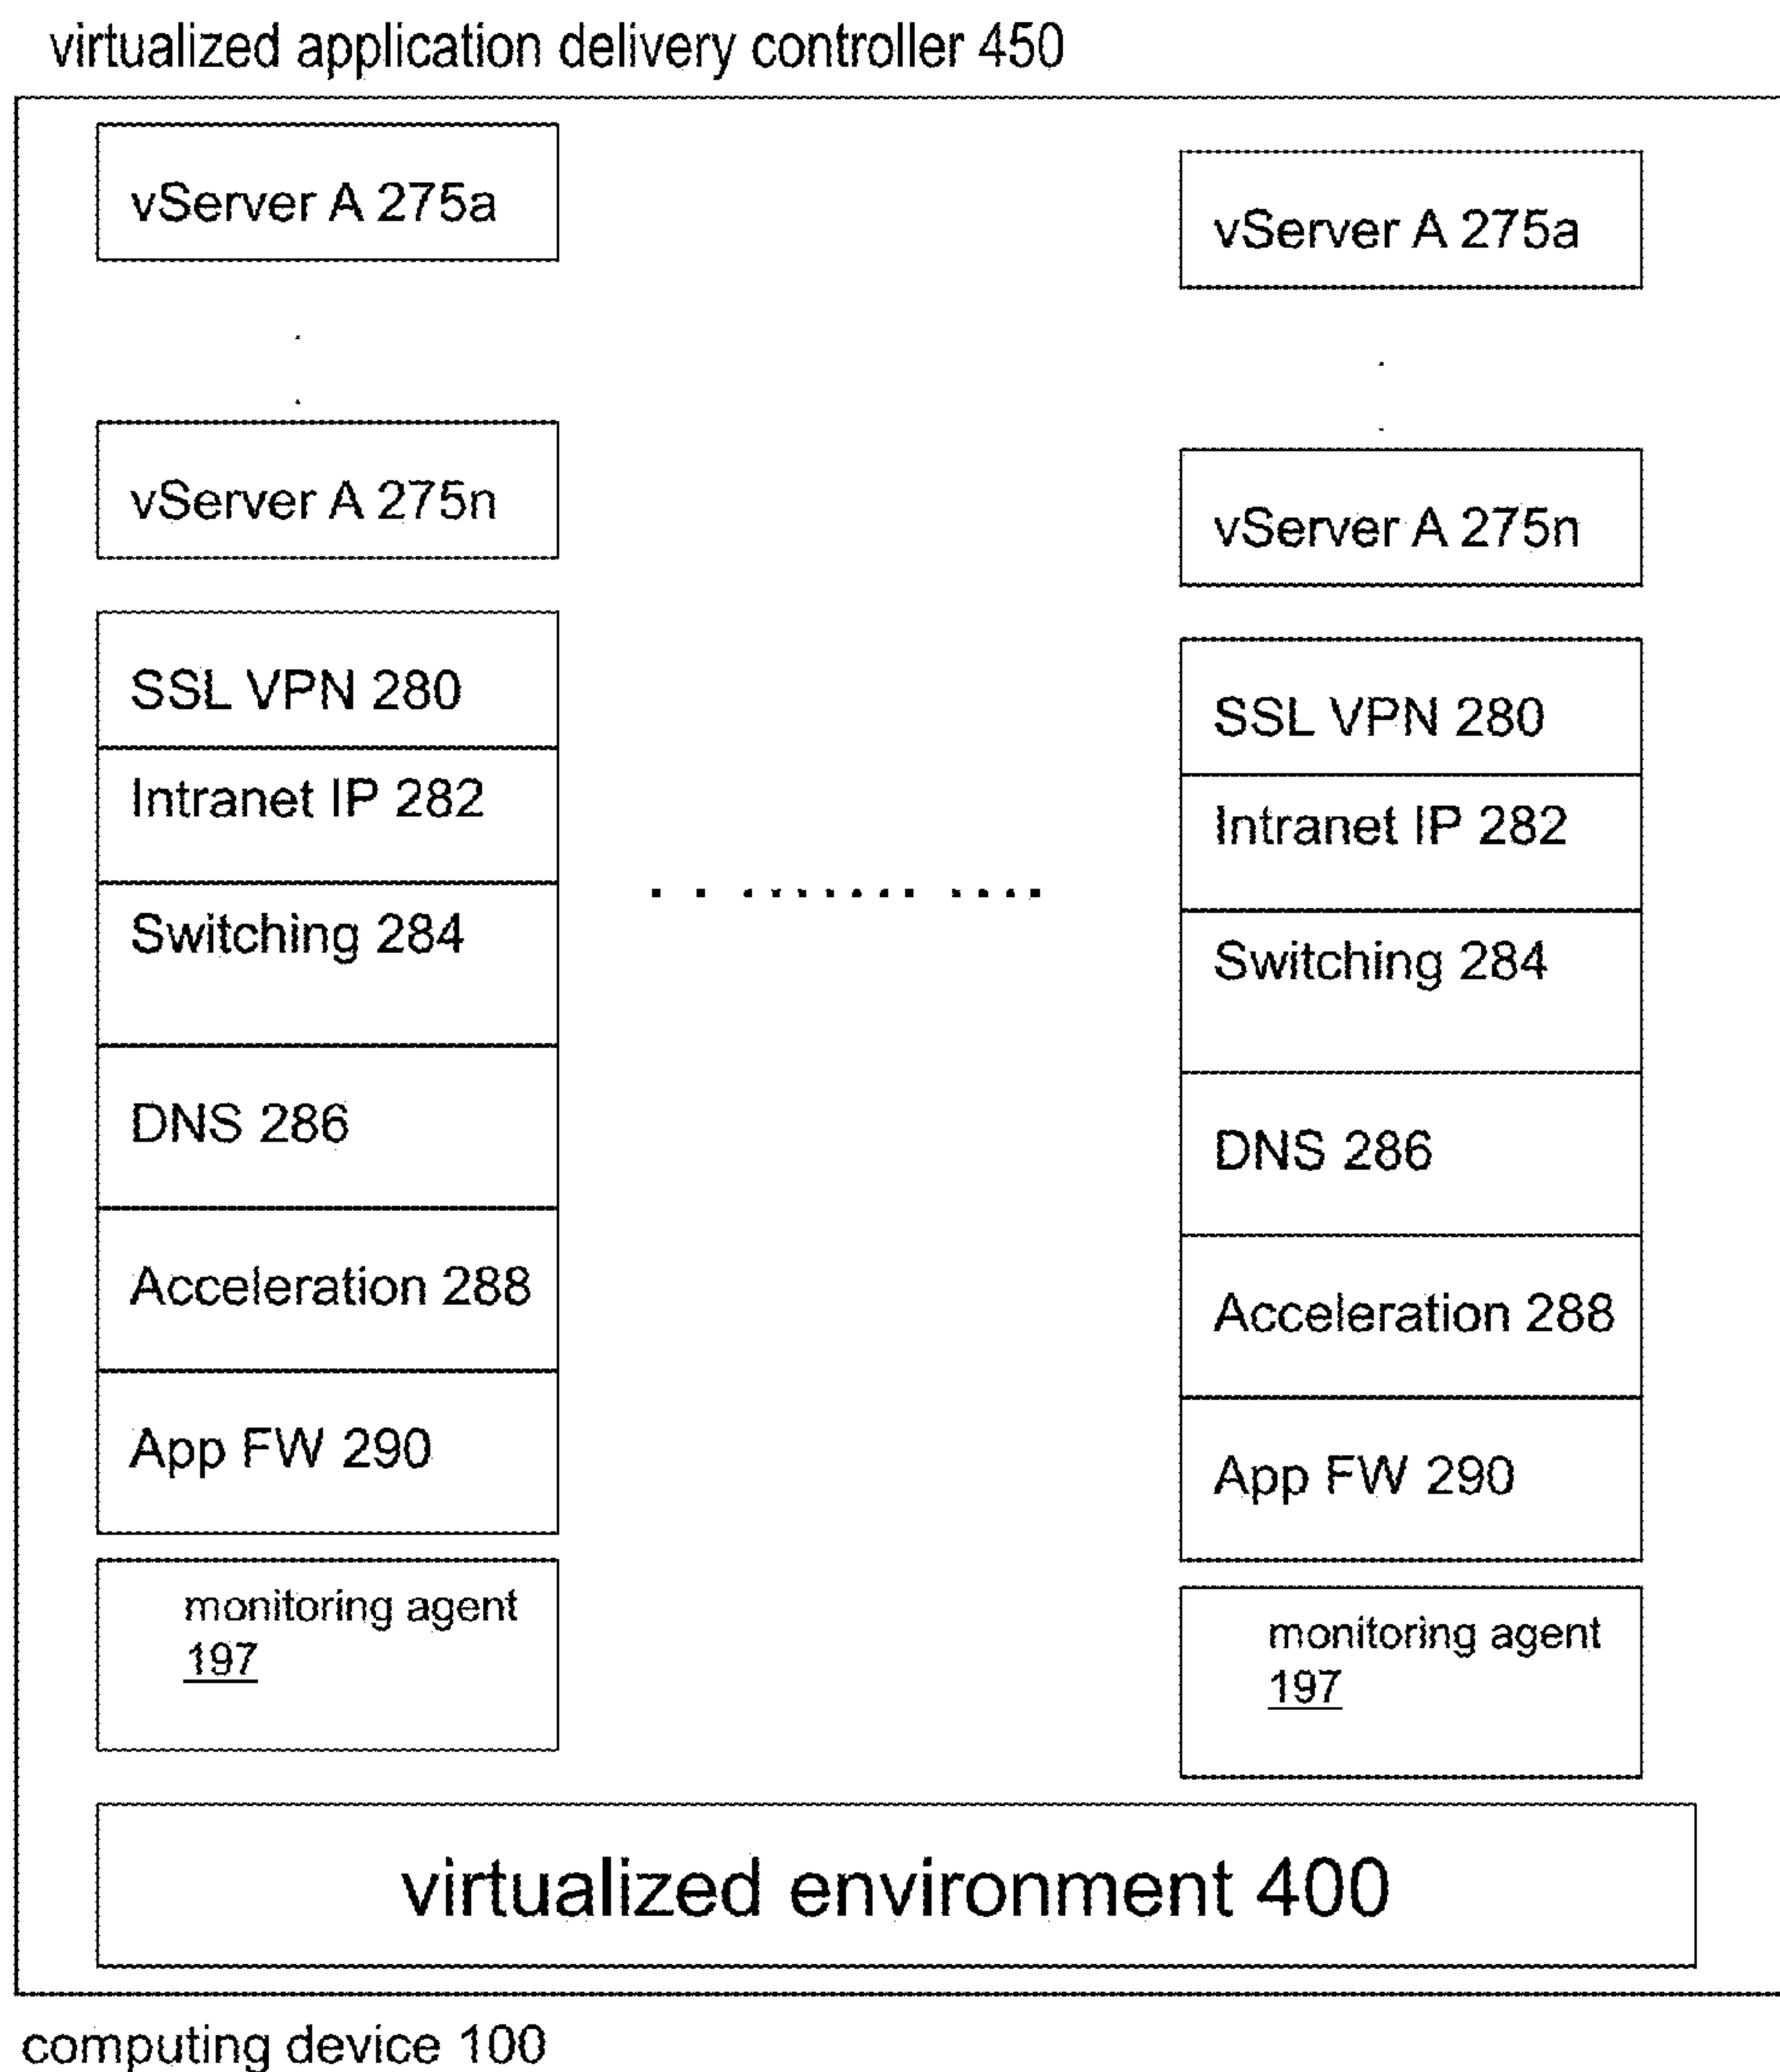 virtualized application delivery controller 450
vServer A 275a
vServer A 275n
SSL VPN 280
Intranet IP 282
Switching 284
DNS 286
Acceleration 288
App FW 290
monitoring agent
197
vServer A 275a
vServer A 275n
SSL VPN 280
Intranet IP 282
Switching 284
DNS 286
Acceleration 288
App FW 290
monitoring agent
197
virtualized environment 400
computing device 100